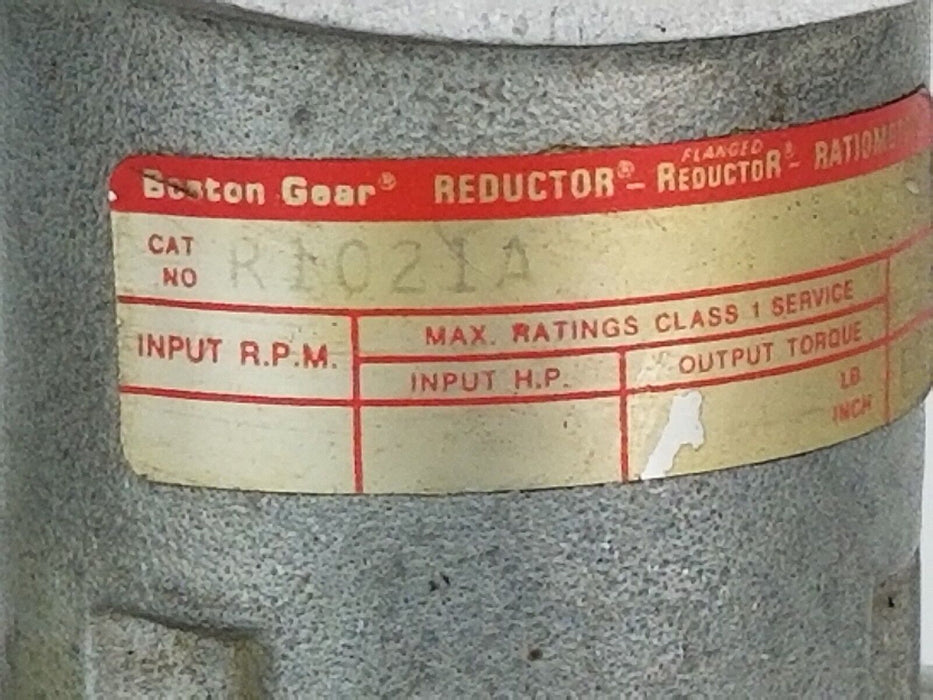 Boston Gear® REDUCTOR® - FLANGED REDUCTOR® - RATIOM
CAT NO R1021A
INPUT R.P.M.
MAX. RATINGS CLASS 1 SERVICE
INPUT H.P.
OUTPUT TORQUE
LB
INCH